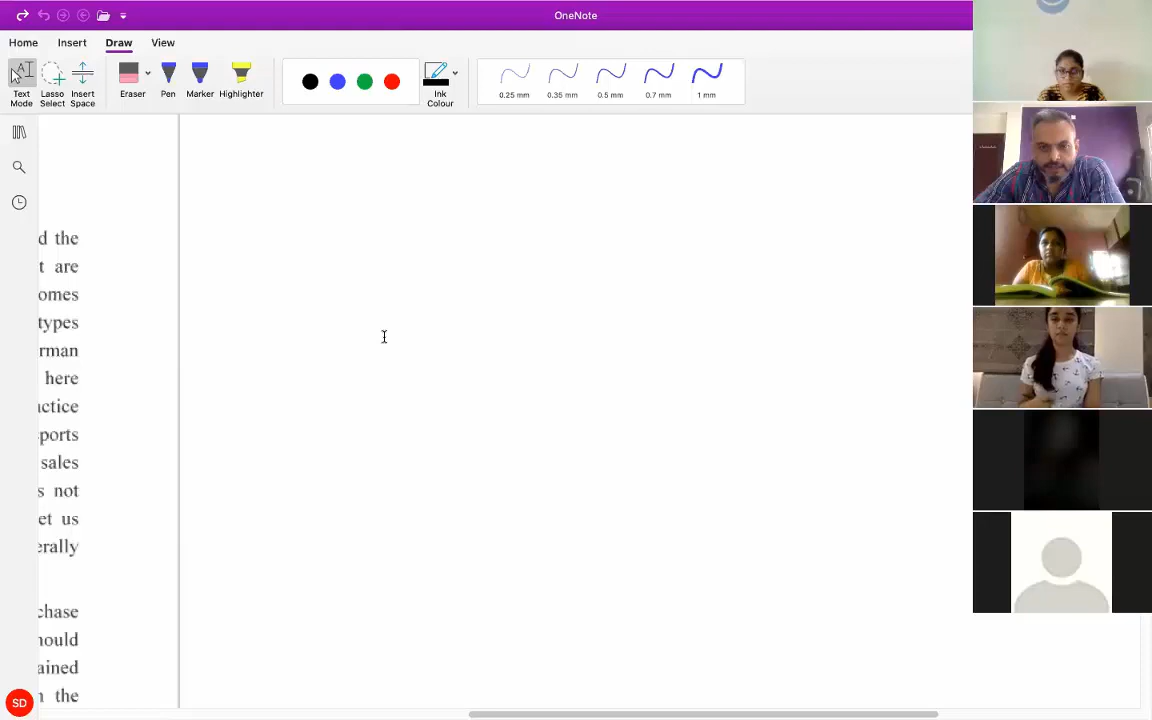 OneNote
Home Insert Draw View
Text Mode
Lasso Select
Insert Space
Eraser
Pen
Marker
Highlighter
Ink Colour
0.25 mm
0.35 mm
0.5 mm
0.7 mm
1 mm
d the
t are
omes
types
rman
here
actice
ports
sales
s not
et us
erally
chase
hould
ained
n the
SD